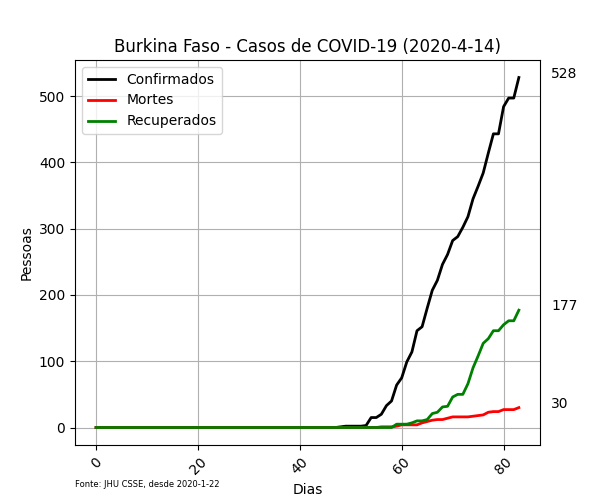 Burkina Faso - Casos de COVID-19 (2020-4-14)
Confirmados
Mortes
Recuperados
528
177
30
Pessoas
500
400
300
200
100
0
0
20
40
60
80
Dias
Fonte: JHU CSSE, desde 2020-1-22